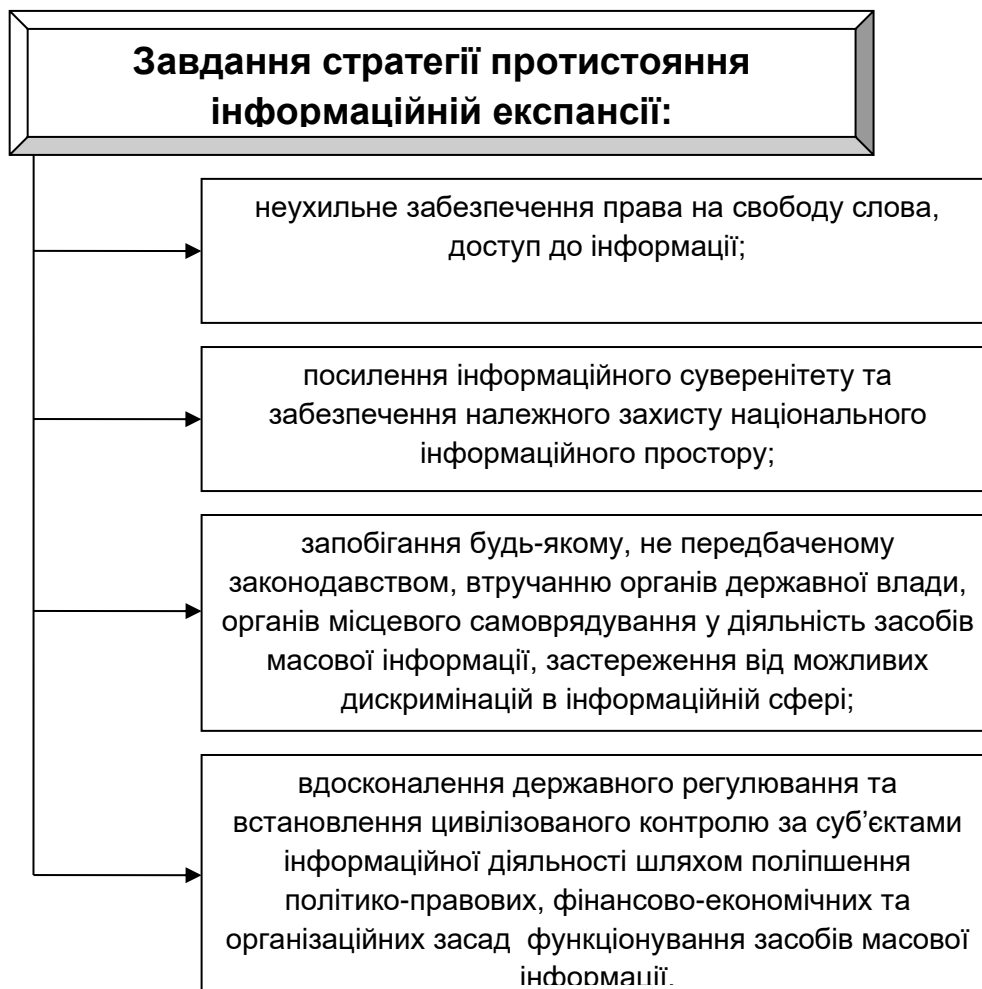 Завдання стратегії протистояння
інформаційній експансії:
неухильне забезпечення права на свободу слова,
доступ до інформації;
посилення інформаційного суверенітету та
забезпечення належного захисту національного
інформаційного простору;
запобігання будь-якому, не передбаченому
законодавством, втручанню органів державної влади,
органів місцевого самоврядування у діяльність засобів
масової інформації, застереження від можливих
дискримінацій в інформаційній сфері;
вдосконалення державного регулювання та
встановлення цивілізованого контролю за суб’єктами
інформаційної діяльності шляхом поліпшення
політико-правових, фінансово-економічних та
організаційних засад  функціонування засобів масової
інформації.